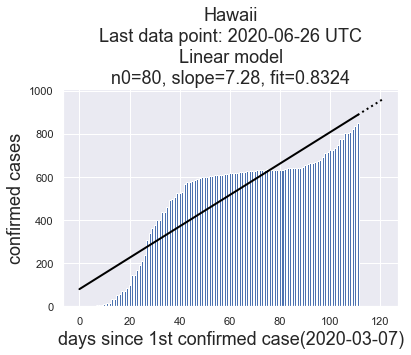 Hawaii
Last data point: 2020-06-26 UTC
Linear model
n0=80, slope=7.28, fit=0.8324
1000
800
600
400
200
0
confirmed cases
0 20 40 60 80 100 120
days since 1st confirmed case(2020-03-07)